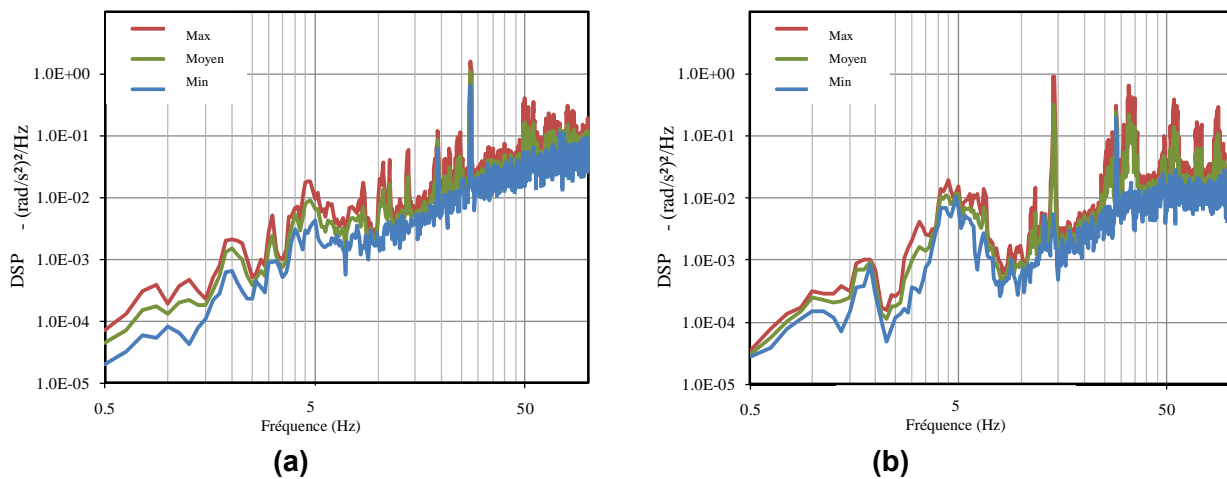 Max
Moyen
Min
1.0E+00
1.0E-01
1.0E-02
1.0E-03
1.0E-04
1.0E-05
DSP - (rad/s²)²/Hz
0.5 5 50
Fréquence (Hz)
(a)
Max
Moyen
Min
1.0E+00
1.0E-01
1.0E-02
1.0E-03
1.0E-04
1.0E-05
DSP - (rad/s²)²/Hz
0.5 5 50
Fréquence (Hz)
(b)